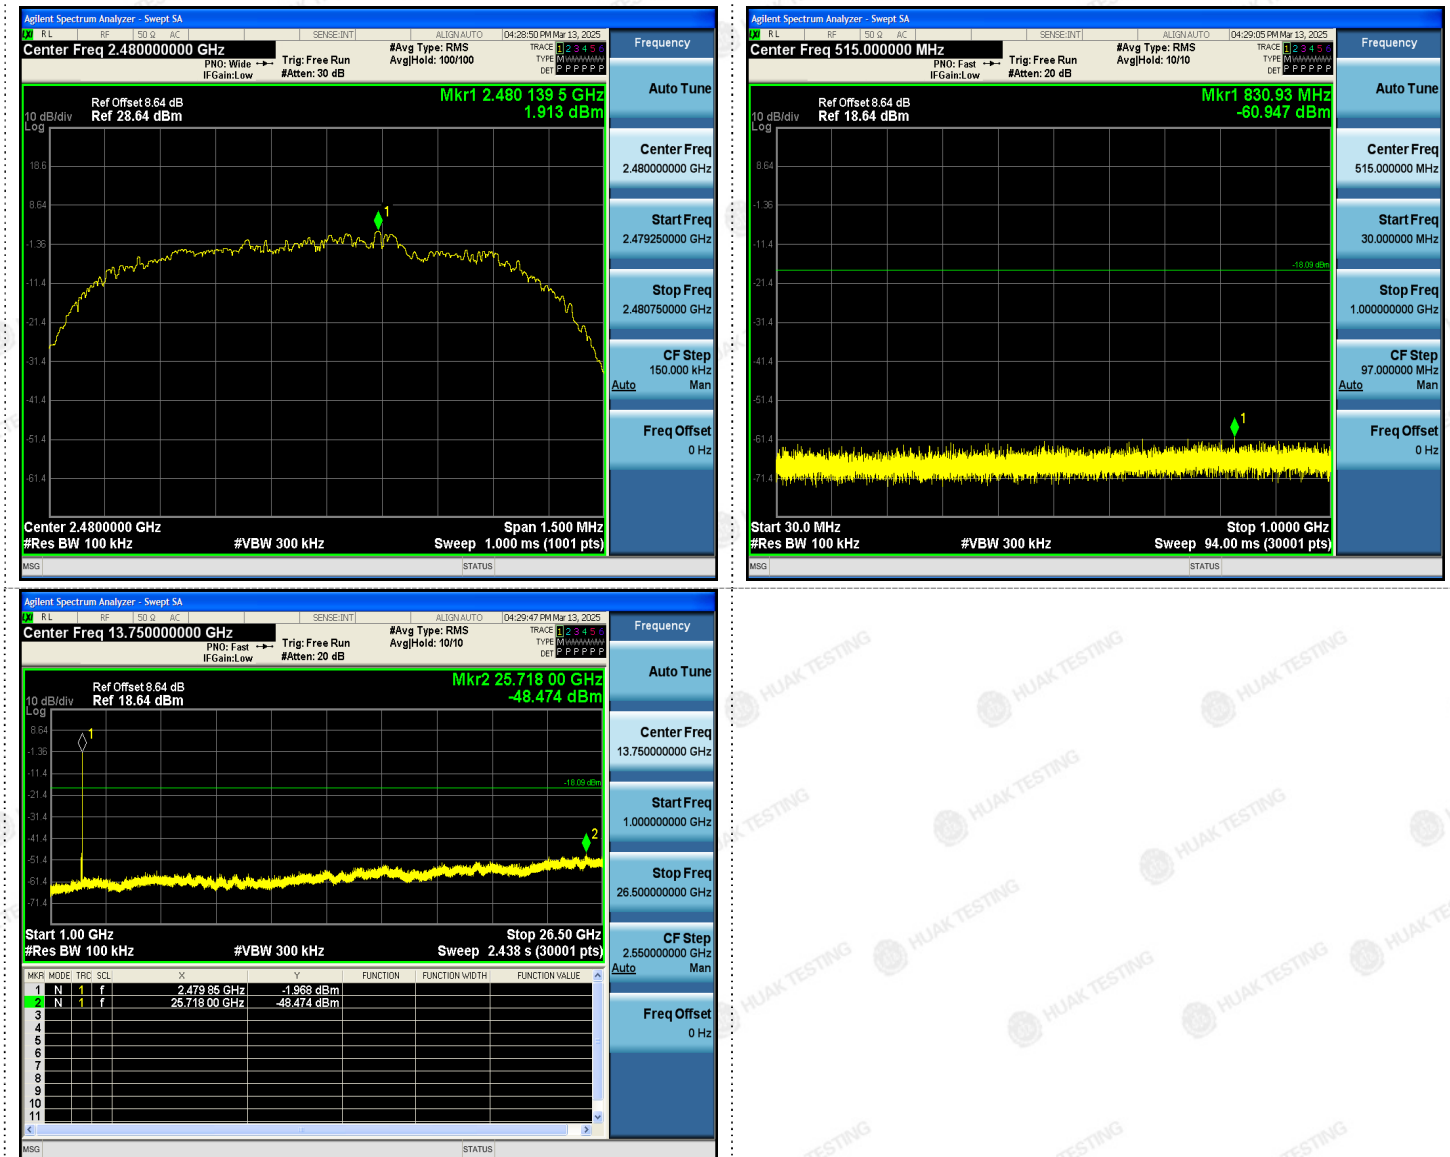 Agilent Spectrum Analyzer - Swept SA
RL RF 50 Ω AC SENSE:INT ALIGN AUTO 04:28:50 PM Mar 13, 2025
Center Freq 2.480000000 GHz
PNO: Wide
IFGain:Low
Trig: Free Run
#Atten: 30 dB
#Avg Type: RMS
Avg|Hold: 100/100
TRACE 1 2 3 4 5 6
TYPE M
DET P P P P P P
Ref Offset 8.64 dB
Ref 28.64 dBm
10 dB/div
Log
Mkr1 2.480 139 5 GHz
1.913 dBm
18.6
8.64
-1.36
-11.4
-21.4
-31.4
-41.4
-51.4
-61.4
1
Center 2.4800000 GHz
Span 1.500 MHz
#Res BW 100 kHz
#VBW 300 kHz
Sweep 1.000 ms (1001 pts)
MSG
STATUS
Frequency
Auto Tune
Center Freq
2.480000000 GHz
Start Freq
2.479250000 GHz
Stop Freq
2.480750000 GHz
CF Step
150.000 kHz
Auto Man
Freq Offset
0 Hz
Agilent Spectrum Analyzer - Swept SA
RL RF 50 Ω AC SENSE:INT ALIGN AUTO 04:29:05 PM Mar 13, 2025
Center Freq 515.000000 MHz
PNO: Fast
IFGain:Low
Trig: Free Run
#Atten: 20 dB
#Avg Type: RMS
Avg|Hold: 10/10
TRACE 1 2 3 4 5 6
TYPE M
DET P P P P P P
Ref Offset 8.64 dB
Ref 18.64 dBm
10 dB/div
Log
Mkr1 830.93 MHz
-60.947 dBm
8.64
-1.36
-11.4
-21.4
-31.4
-41.4
-51.4
-61.4
-71.4
-18.09 dBm
1
Start 30.0 MHz
Stop 1.0000 GHz
#Res BW 100 kHz
#VBW 300 kHz
Sweep 94.00 ms (30001 pts)
MSG
STATUS
Frequency
Auto Tune
Center Freq
515.000000 MHz
Start Freq
30.000000 MHz
Stop Freq
1.000000000 GHz
CF Step
97.000000 MHz
Auto Man
Freq Offset
0 Hz
Agilent Spectrum Analyzer - Swept SA
RL RF 50 Ω AC SENSE:INT ALIGN AUTO 04:29:47 PM Mar 13, 2025
Center Freq 13.750000000 GHz
PNO: Fast
IFGain:Low
Trig: Free Run
#Atten: 20 dB
#Avg Type: RMS
Avg|Hold: 10/10
TRACE 1 2 3 4 5 6
TYPE M
DET P P P P P P
Ref Offset 8.64 dB
Ref 18.64 dBm
10 dB/div
Log
Mkr2 25.718 00 GHz
-48.474 dBm
8.64
-1.36
-11.4
-21.4
-31.4
-41.4
-51.4
-61.4
-71.4
-18.09 dBm
1
2
Start 1.00 GHz
Stop 26.50 GHz
#Res BW 100 kHz
#VBW 300 kHz
Sweep 2.438 s (30001 pts)
MKR MODE TRC SCL X Y FUNCTION FUNCTION WIDTH FUNCTION VALUE
1 N 1 f 2.479 85 GHz -1.968 dBm
2 N 1 f 25.718 00 GHz -48.474 dBm
3
4
5
6
7
8
9
10
11
MSG
STATUS
Frequency
Auto Tune
Center Freq
13.750000000 GHz
Start Freq
1.000000000 GHz
Stop Freq
26.500000000 GHz
CF Step
2.550000000 GHz
Auto Man
Freq Offset
0 Hz
HUAK TESTING
HUAK TESTING
HUAK TESTING
HUAK TESTING
HUAK TESTING
HUAK TESTING
HUAK TESTING
HUAK TESTING
HUAK TESTING